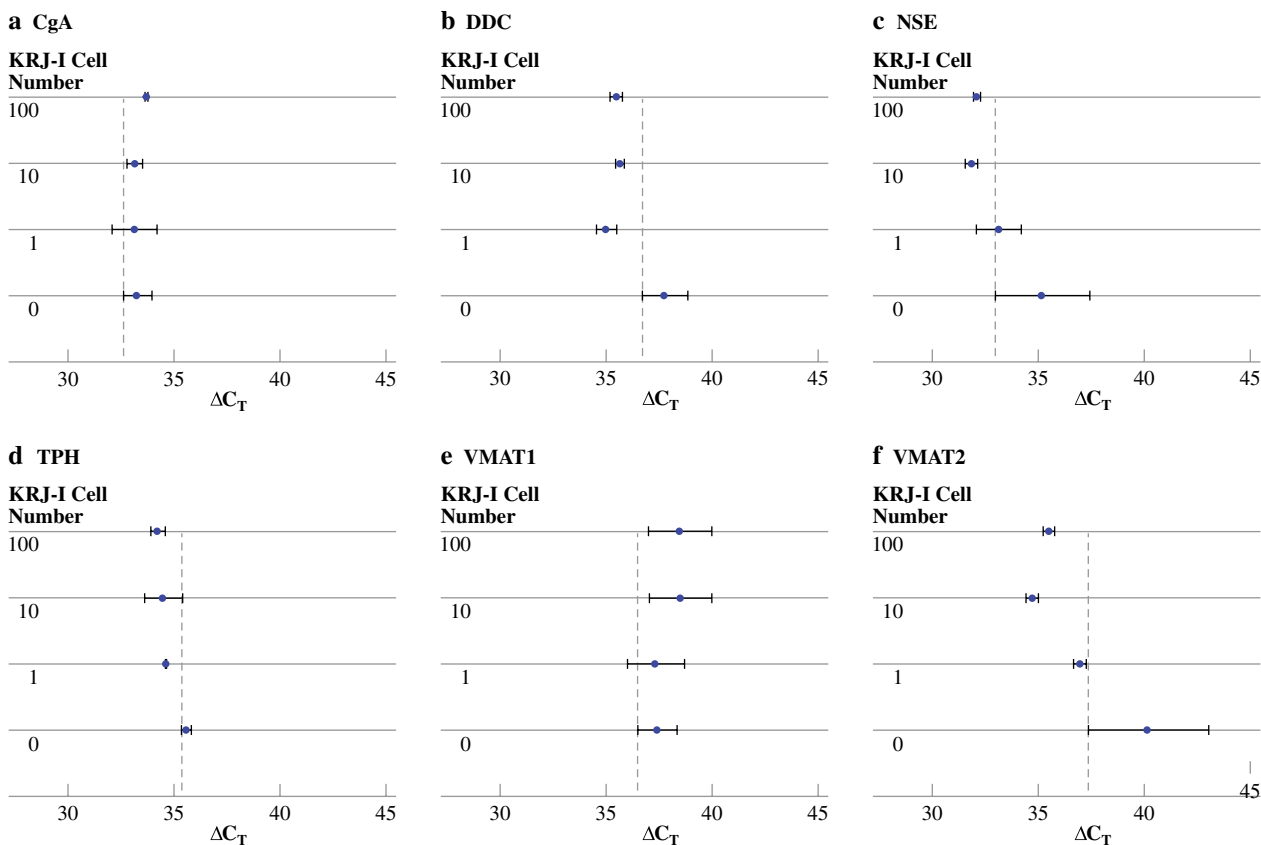 a CgA
KRJ-I Cell
Number
100
10
1
0
30 35 40 45
ΔCT
b DDC
KRJ-I Cell
Number
100
10
1
0
30 35 40 45
ΔCT
c NSE
KRJ-I Cell
Number
100
10
1
0
30 35 40 45
ΔCT
d TPH
KRJ-I Cell
Number
100
10
1
0
30 35 40 45
ΔCT
e VMAT1
KRJ-I Cell
Number
100
10
1
0
30 35 40 45
ΔCT
f VMAT2
KRJ-I Cell
Number
100
10
1
0
30 35 40 45
ΔCT